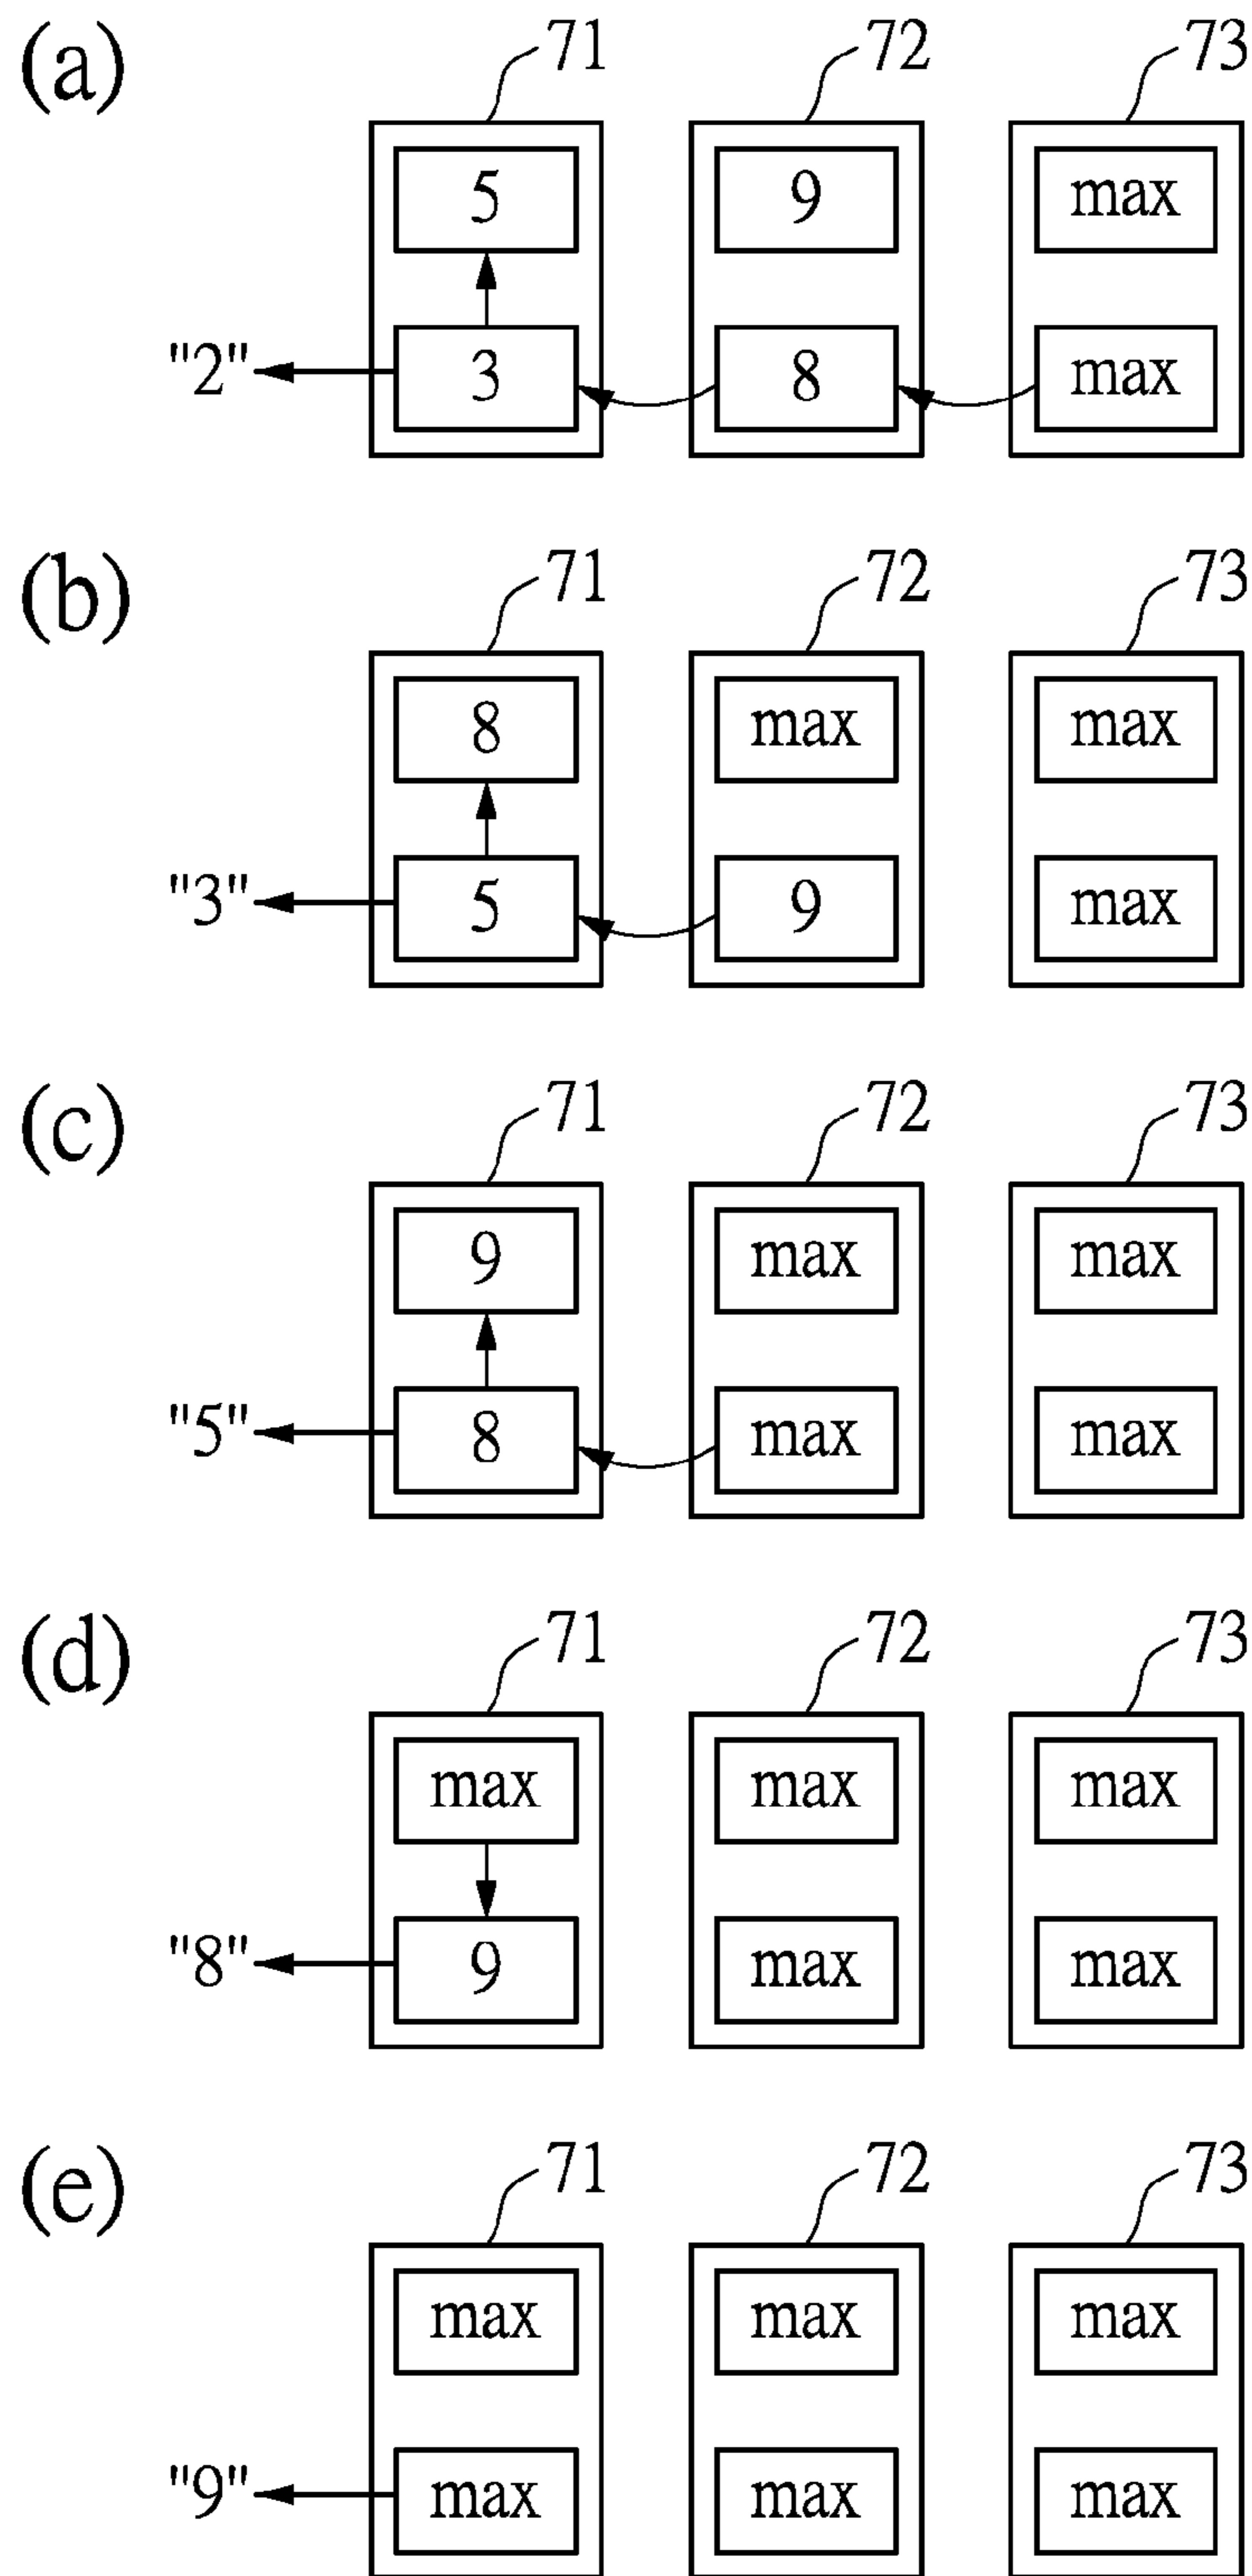 (a) 71 72 73
5 9 max
"2" 3 8 max
(b) 71 72 73
8 max max
"3" 5 9 max
(c) 71 72 73
9 max max
"5" 8 max max
(d) 71 72 73
max max max
"8" 9 max max
(e) 71 72 73
max max max
"9" max max max